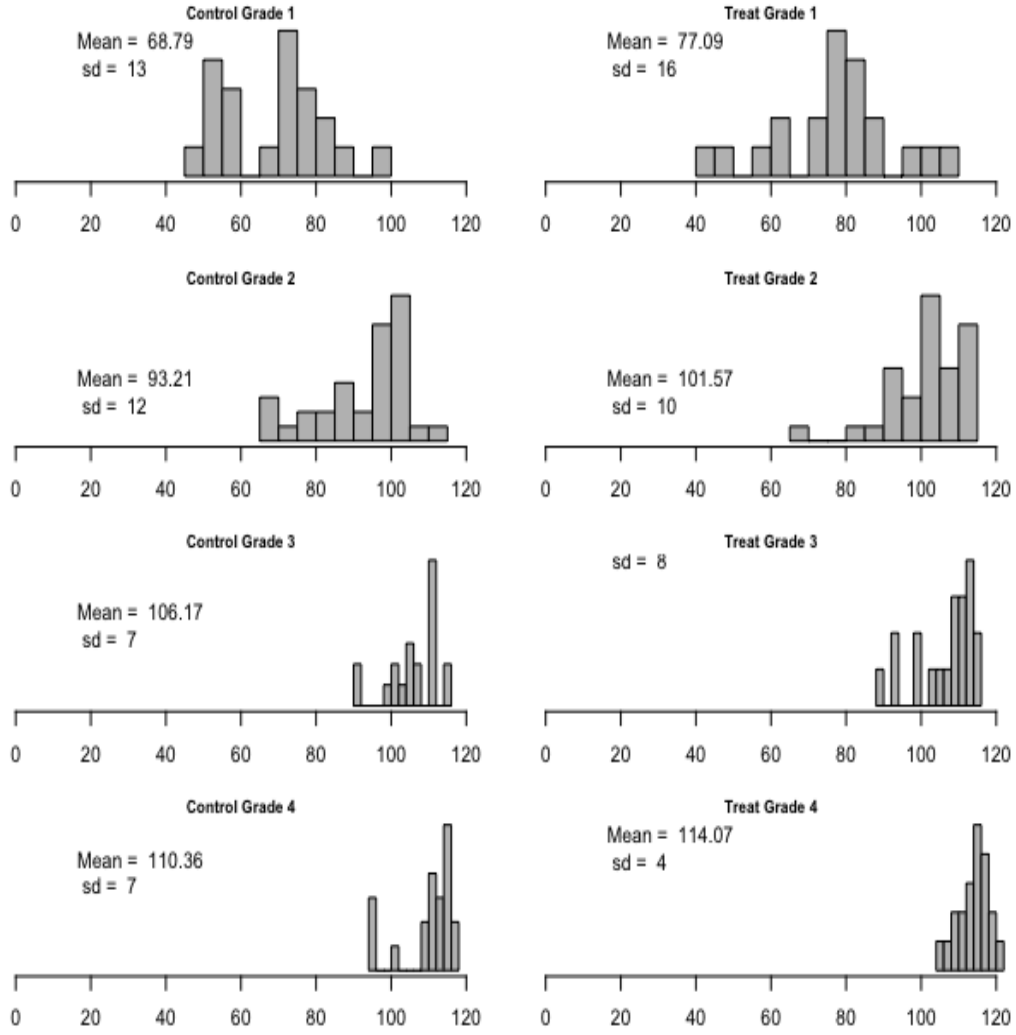 Control Grade 1
Mean = 68.79
sd = 13
0 20 40 60 80 100 120
Treat Grade 1
Mean = 77.09
sd = 16
0 20 40 60 80 100 120
Control Grade 2
Mean = 93.21
sd = 12
0 20 40 60 80 100 120
Treat Grade 2
Mean = 101.57
sd = 10
0 20 40 60 80 100 120
Control Grade 3
Mean = 106.17
sd = 7
0 20 40 60 80 100 120
Treat Grade 3
sd = 8
0 20 40 60 80 100 120
Control Grade 4
Mean = 110.36
sd = 7
0 20 40 60 80 100 120
Treat Grade 4
Mean = 114.07
sd = 4
0 20 40 60 80 100 120